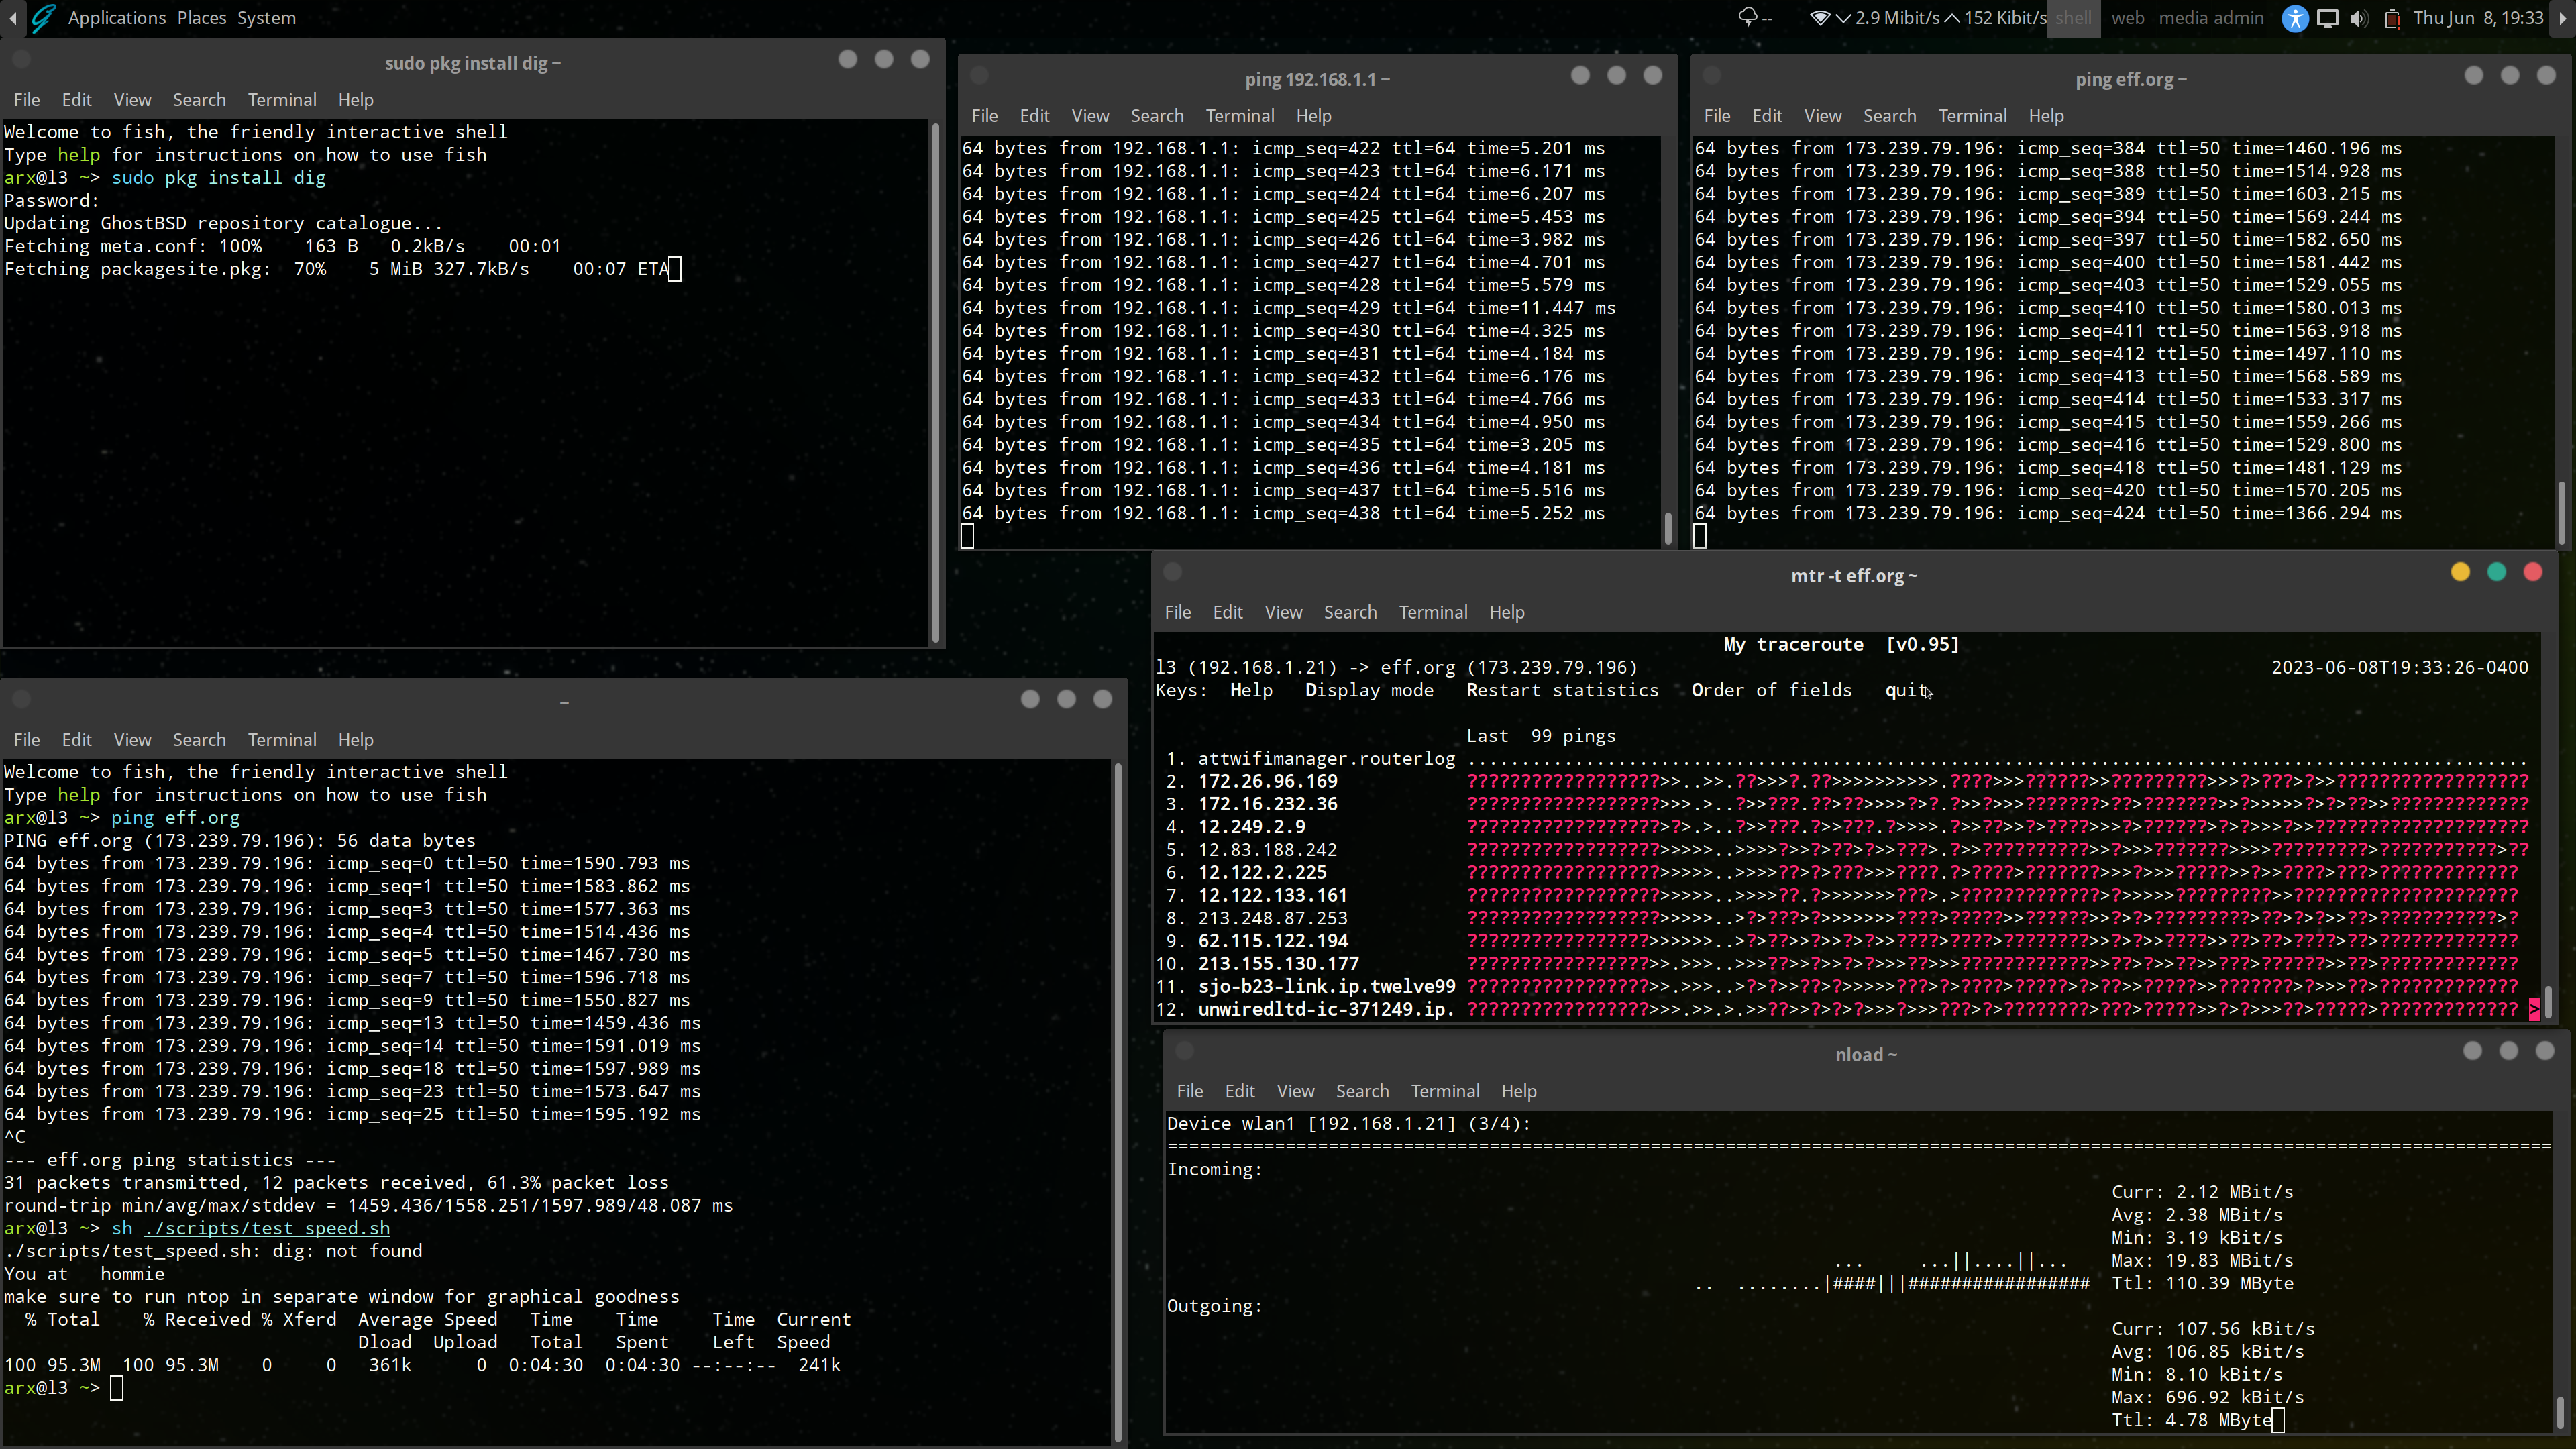 Applications Places System
-- 2.9 Mibit/s 152 Kibit/s shell web media admin Thu Jun 8, 19:33
sudo pkg install dig ~
File Edit View Search Terminal Help
Welcome to fish, the friendly interactive shell
Type help for instructions on how to use fish
arx@l3 ~> sudo pkg install dig
Password:
Updating GhostBSD repository catalogue...
Fetching meta.conf: 100%    163 B   0.2kB/s    00:01
Fetching packagesite.pkg:  70%    5 MiB 327.7kB/s    00:07 ETA
ping 192.168.1.1 ~
File Edit View Search Terminal Help
64 bytes from 192.168.1.1: icmp_seq=422 ttl=64 time=5.201 ms
64 bytes from 192.168.1.1: icmp_seq=423 ttl=64 time=6.171 ms
64 bytes from 192.168.1.1: icmp_seq=424 ttl=64 time=6.207 ms
64 bytes from 192.168.1.1: icmp_seq=425 ttl=64 time=5.453 ms
64 bytes from 192.168.1.1: icmp_seq=426 ttl=64 time=3.982 ms
64 bytes from 192.168.1.1: icmp_seq=427 ttl=64 time=4.701 ms
64 bytes from 192.168.1.1: icmp_seq=428 ttl=64 time=5.579 ms
64 bytes from 192.168.1.1: icmp_seq=429 ttl=64 time=11.447 ms
64 bytes from 192.168.1.1: icmp_seq=430 ttl=64 time=4.325 ms
64 bytes from 192.168.1.1: icmp_seq=431 ttl=64 time=4.184 ms
64 bytes from 192.168.1.1: icmp_seq=432 ttl=64 time=6.176 ms
64 bytes from 192.168.1.1: icmp_seq=433 ttl=64 time=4.766 ms
64 bytes from 192.168.1.1: icmp_seq=434 ttl=64 time=4.950 ms
64 bytes from 192.168.1.1: icmp_seq=435 ttl=64 time=3.205 ms
64 bytes from 192.168.1.1: icmp_seq=436 ttl=64 time=4.181 ms
64 bytes from 192.168.1.1: icmp_seq=437 ttl=64 time=5.516 ms
64 bytes from 192.168.1.1: icmp_seq=438 ttl=64 time=5.252 ms
ping eff.org ~
File Edit View Search Terminal Help
64 bytes from 173.239.79.196: icmp_seq=384 ttl=50 time=1460.196 ms
64 bytes from 173.239.79.196: icmp_seq=388 ttl=50 time=1514.928 ms
64 bytes from 173.239.79.196: icmp_seq=389 ttl=50 time=1603.215 ms
64 bytes from 173.239.79.196: icmp_seq=394 ttl=50 time=1569.244 ms
64 bytes from 173.239.79.196: icmp_seq=397 ttl=50 time=1582.650 ms
64 bytes from 173.239.79.196: icmp_seq=400 ttl=50 time=1581.442 ms
64 bytes from 173.239.79.196: icmp_seq=403 ttl=50 time=1529.055 ms
64 bytes from 173.239.79.196: icmp_seq=410 ttl=50 time=1580.013 ms
64 bytes from 173.239.79.196: icmp_seq=411 ttl=50 time=1563.918 ms
64 bytes from 173.239.79.196: icmp_seq=412 ttl=50 time=1497.110 ms
64 bytes from 173.239.79.196: icmp_seq=413 ttl=50 time=1568.589 ms
64 bytes from 173.239.79.196: icmp_seq=414 ttl=50 time=1533.317 ms
64 bytes from 173.239.79.196: icmp_seq=415 ttl=50 time=1559.266 ms
64 bytes from 173.239.79.196: icmp_seq=416 ttl=50 time=1529.800 ms
64 bytes from 173.239.79.196: icmp_seq=418 ttl=50 time=1481.129 ms
64 bytes from 173.239.79.196: icmp_seq=420 ttl=50 time=1570.205 ms
64 bytes from 173.239.79.196: icmp_seq=424 ttl=50 time=1366.294 ms
~
File Edit View Search Terminal Help
Welcome to fish, the friendly interactive shell
Type help for instructions on how to use fish
arx@l3 ~> ping eff.org
PING eff.org (173.239.79.196): 56 data bytes
64 bytes from 173.239.79.196: icmp_seq=0 ttl=50 time=1590.793 ms
64 bytes from 173.239.79.196: icmp_seq=1 ttl=50 time=1583.862 ms
64 bytes from 173.239.79.196: icmp_seq=3 ttl=50 time=1577.363 ms
64 bytes from 173.239.79.196: icmp_seq=4 ttl=50 time=1514.436 ms
64 bytes from 173.239.79.196: icmp_seq=5 ttl=50 time=1467.730 ms
64 bytes from 173.239.79.196: icmp_seq=7 ttl=50 time=1596.718 ms
64 bytes from 173.239.79.196: icmp_seq=9 ttl=50 time=1550.827 ms
64 bytes from 173.239.79.196: icmp_seq=13 ttl=50 time=1459.436 ms
64 bytes from 173.239.79.196: icmp_seq=14 ttl=50 time=1591.019 ms
64 bytes from 173.239.79.196: icmp_seq=18 ttl=50 time=1597.989 ms
64 bytes from 173.239.79.196: icmp_seq=23 ttl=50 time=1573.647 ms
64 bytes from 173.239.79.196: icmp_seq=25 ttl=50 time=1595.192 ms
^C
--- eff.org ping statistics ---
31 packets transmitted, 12 packets received, 61.3% packet loss
round-trip min/avg/max/stddev = 1459.436/1558.251/1597.989/48.087 ms
arx@l3 ~> sh ./scripts/test_speed.sh
./scripts/test_speed.sh: dig: not found
You at   hommie
make sure to run ntop in separate window for graphical goodness
% Total    % Received % Xferd  Average Speed   Time    Time     Time  Current
Dload  Upload   Total   Spent    Left  Speed
100 95.3M  100 95.3M    0     0   361k      0  0:04:30  0:04:30 --:--:--  241k
arx@l3 ~>
mtr -t eff.org ~
File Edit View Search Terminal Help
My traceroute  [v0.95]
l3 (192.168.1.21) -> eff.org (173.239.79.196) 2023-06-08T19:33:26-0400
Keys:  Help   Display mode   Restart statistics   Order of fields   quit
Last  99 pings
1. attwifimanager.routerlog
2. 172.26.96.169
3. 172.16.232.36
4. 12.249.2.9
5. 12.83.188.242
6. 12.122.2.225
7. 12.122.133.161
8. 213.248.87.253
9. 62.115.122.194
10. 213.155.130.177
11. sjo-b23-link.ip.twelve99
12. unwiredltd-ic-371249.ip.
nload ~
File Edit View Search Terminal Help
Device wlan1 [192.168.1.21] (3/4):
Incoming:
Curr: 2.12 MBit/s
Avg: 2.38 MBit/s
Min: 3.19 kBit/s
Max: 19.83 MBit/s
Ttl: 110.39 MByte
Outgoing:
Curr: 107.56 kBit/s
Avg: 106.85 kBit/s
Min: 8.10 kBit/s
Max: 696.92 kBit/s
Ttl: 4.78 MByte